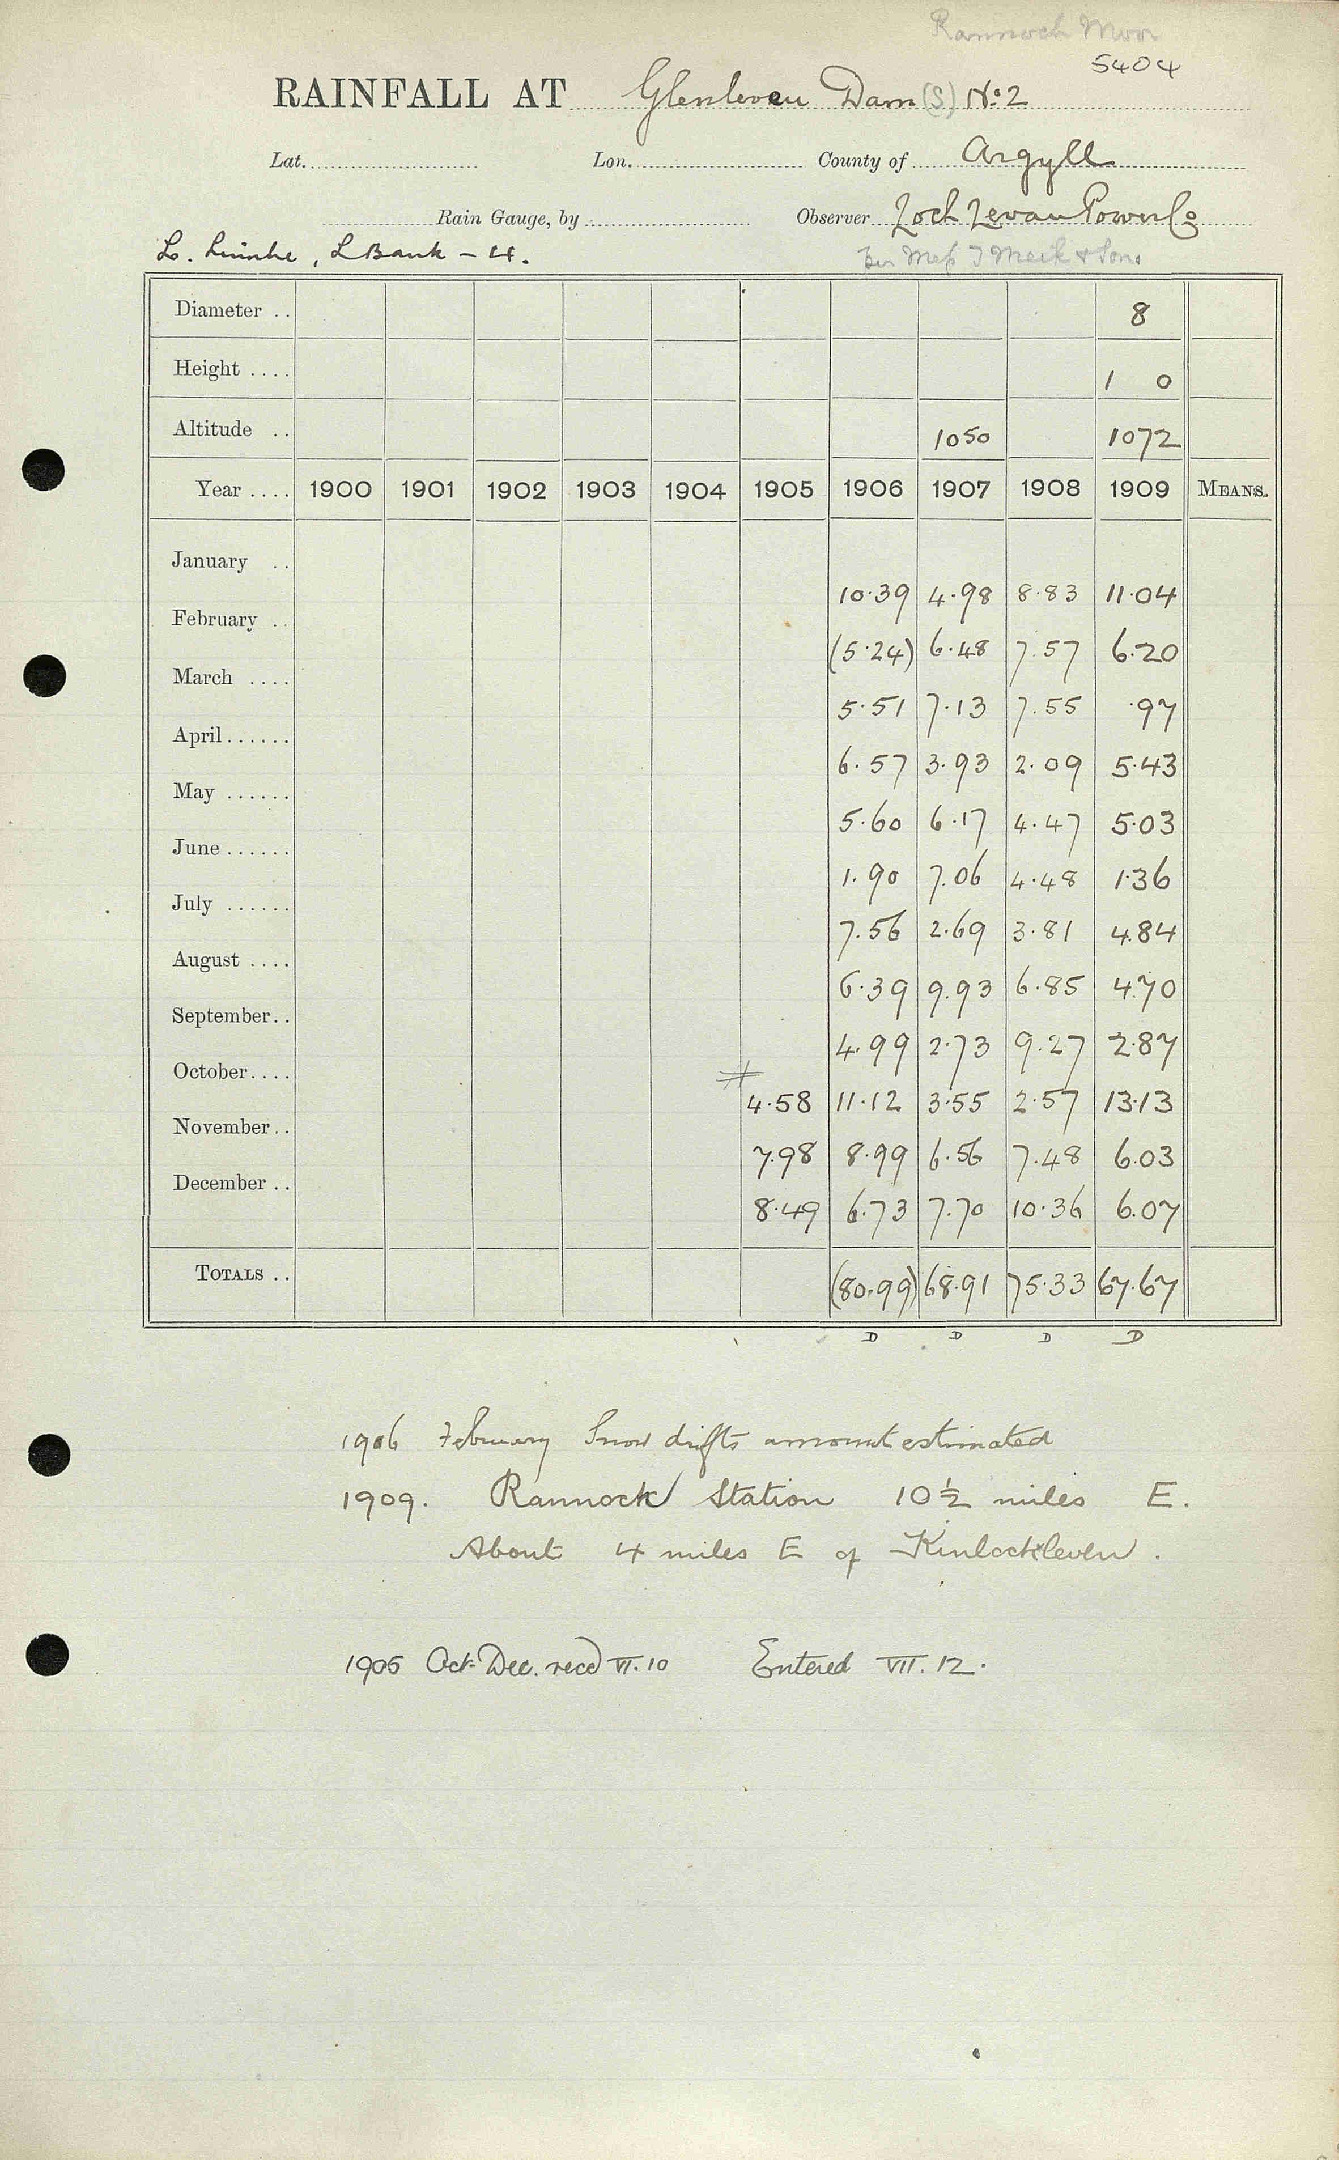 Rannoch Moor
5404
RAINFALL AT Glenleven Dam (S) No 2
Lat. Lon. County of Argyll
Rain Gauge, by Observer Loch Levan Power Co
L. Linnhe, L Bank - 4.
Per Mess J Meik & Sons
Diameter .. 8
Height .... 1 0
Altitude .. 1050 1072
Year .... 1900 1901 1902 1903 1904 1905 1906 1907 1908 1909 MEANS.
January .. 10.39 4.98 8.83 11.04
February .. (5.24) 6.48 7.57 6.20
March .... 5.51 7.13 7.55 .97
April...... 6.57 3.93 2.09 5.43
May ...... 5.60 6.17 4.47 5.03
June...... 1.90 7.06 4.48 1.36
July ...... 7.56 2.69 3.81 4.84
August .... 6.39 9.93 6.85 4.70
September.. 4.99 2.73 9.27 2.87
October.... 4.58 11.12 3.55 2.57 13.13
November.. 7.98 8.99 6.56 7.48 6.03
December .. 8.49 6.73 7.70 10.36 6.07
TOTALS .. (80.99) 68.91 75.33 67.67
D D D D
1906 February Snow drifts amount estimated
1909. Rannock Station 10½ miles E.
About 4 miles E of Kinlochleven.
1905 Oct-Dec. recd VI.10 Entered VII.12.